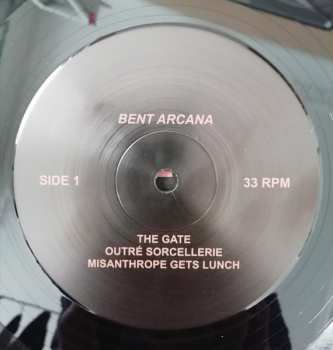 BENT ARCANA
SIDE 1
33 RPM
THE GATE
OUTRÉ SORCELLERIE
MISANTHROPE GETS LUNCH